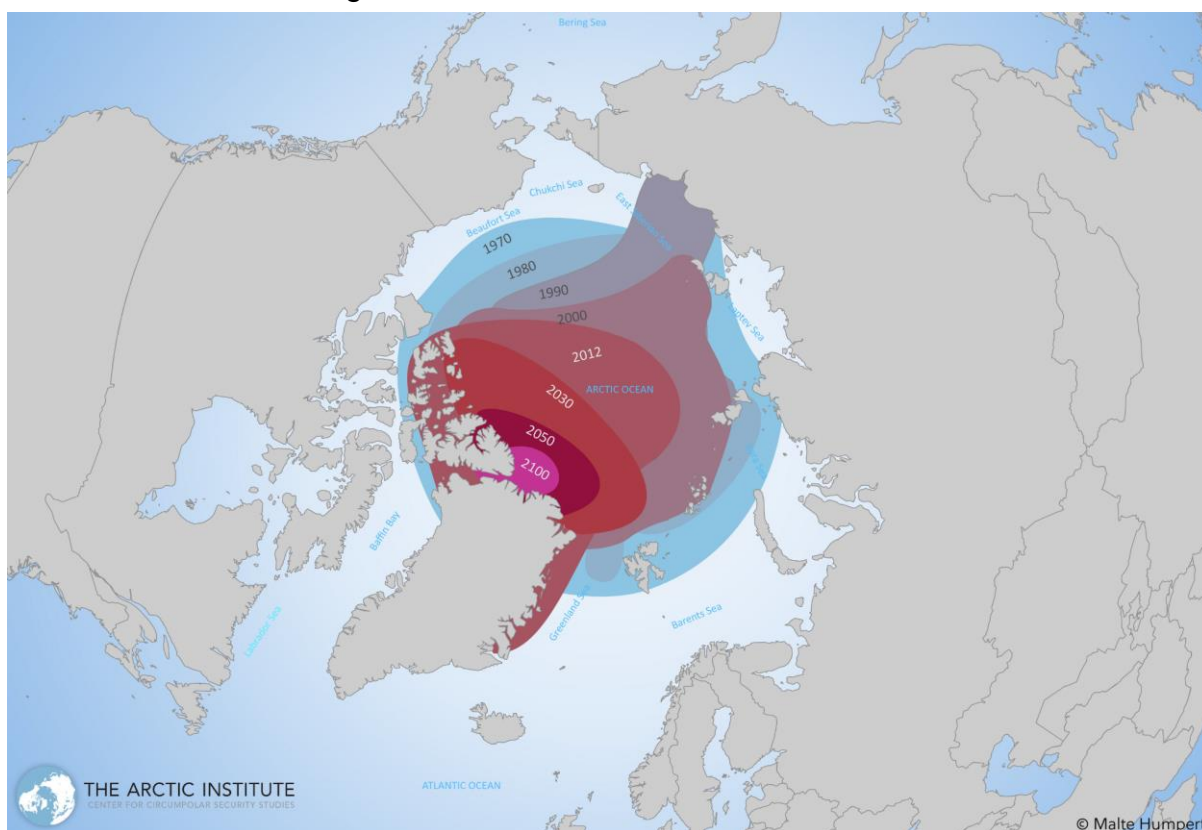 Bering Sea
Chukchi Sea
Beaufort Sea
1970
1980
1990
2000
2012
ARCTIC OCEAN
2030
2050
2100
Baffin Bay
Labrador Sea
Greenland Sea
Barents Sea
ATLANTIC OCEAN
THE ARCTIC INSTITUTE
CENTER FOR CIRCUMPOLAR SECURITY STUDIES
© Malte Humpert